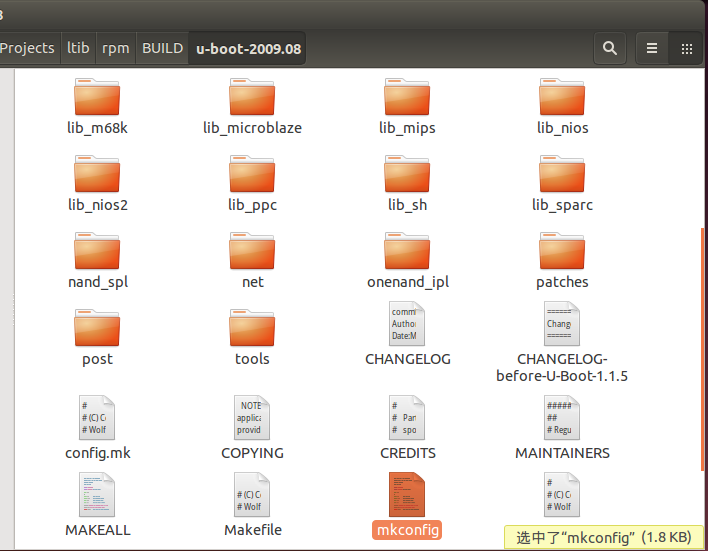 Projects ltib rpm BUILD u-boot-2009.08
lib_m68k lib_microblaze lib_mips lib_nios
lib_nios2 lib_ppc lib_sh lib_sparc
nand_spl net onenand_ipl patches
post tools CHANGELOG CHANGELOG-
before-U-Boot-1.1.5
config.mk COPYING CREDITS MAINTAINERS
MAKEALL Makefile mkconfig
选中了“mkconfig” (1.8 KB)